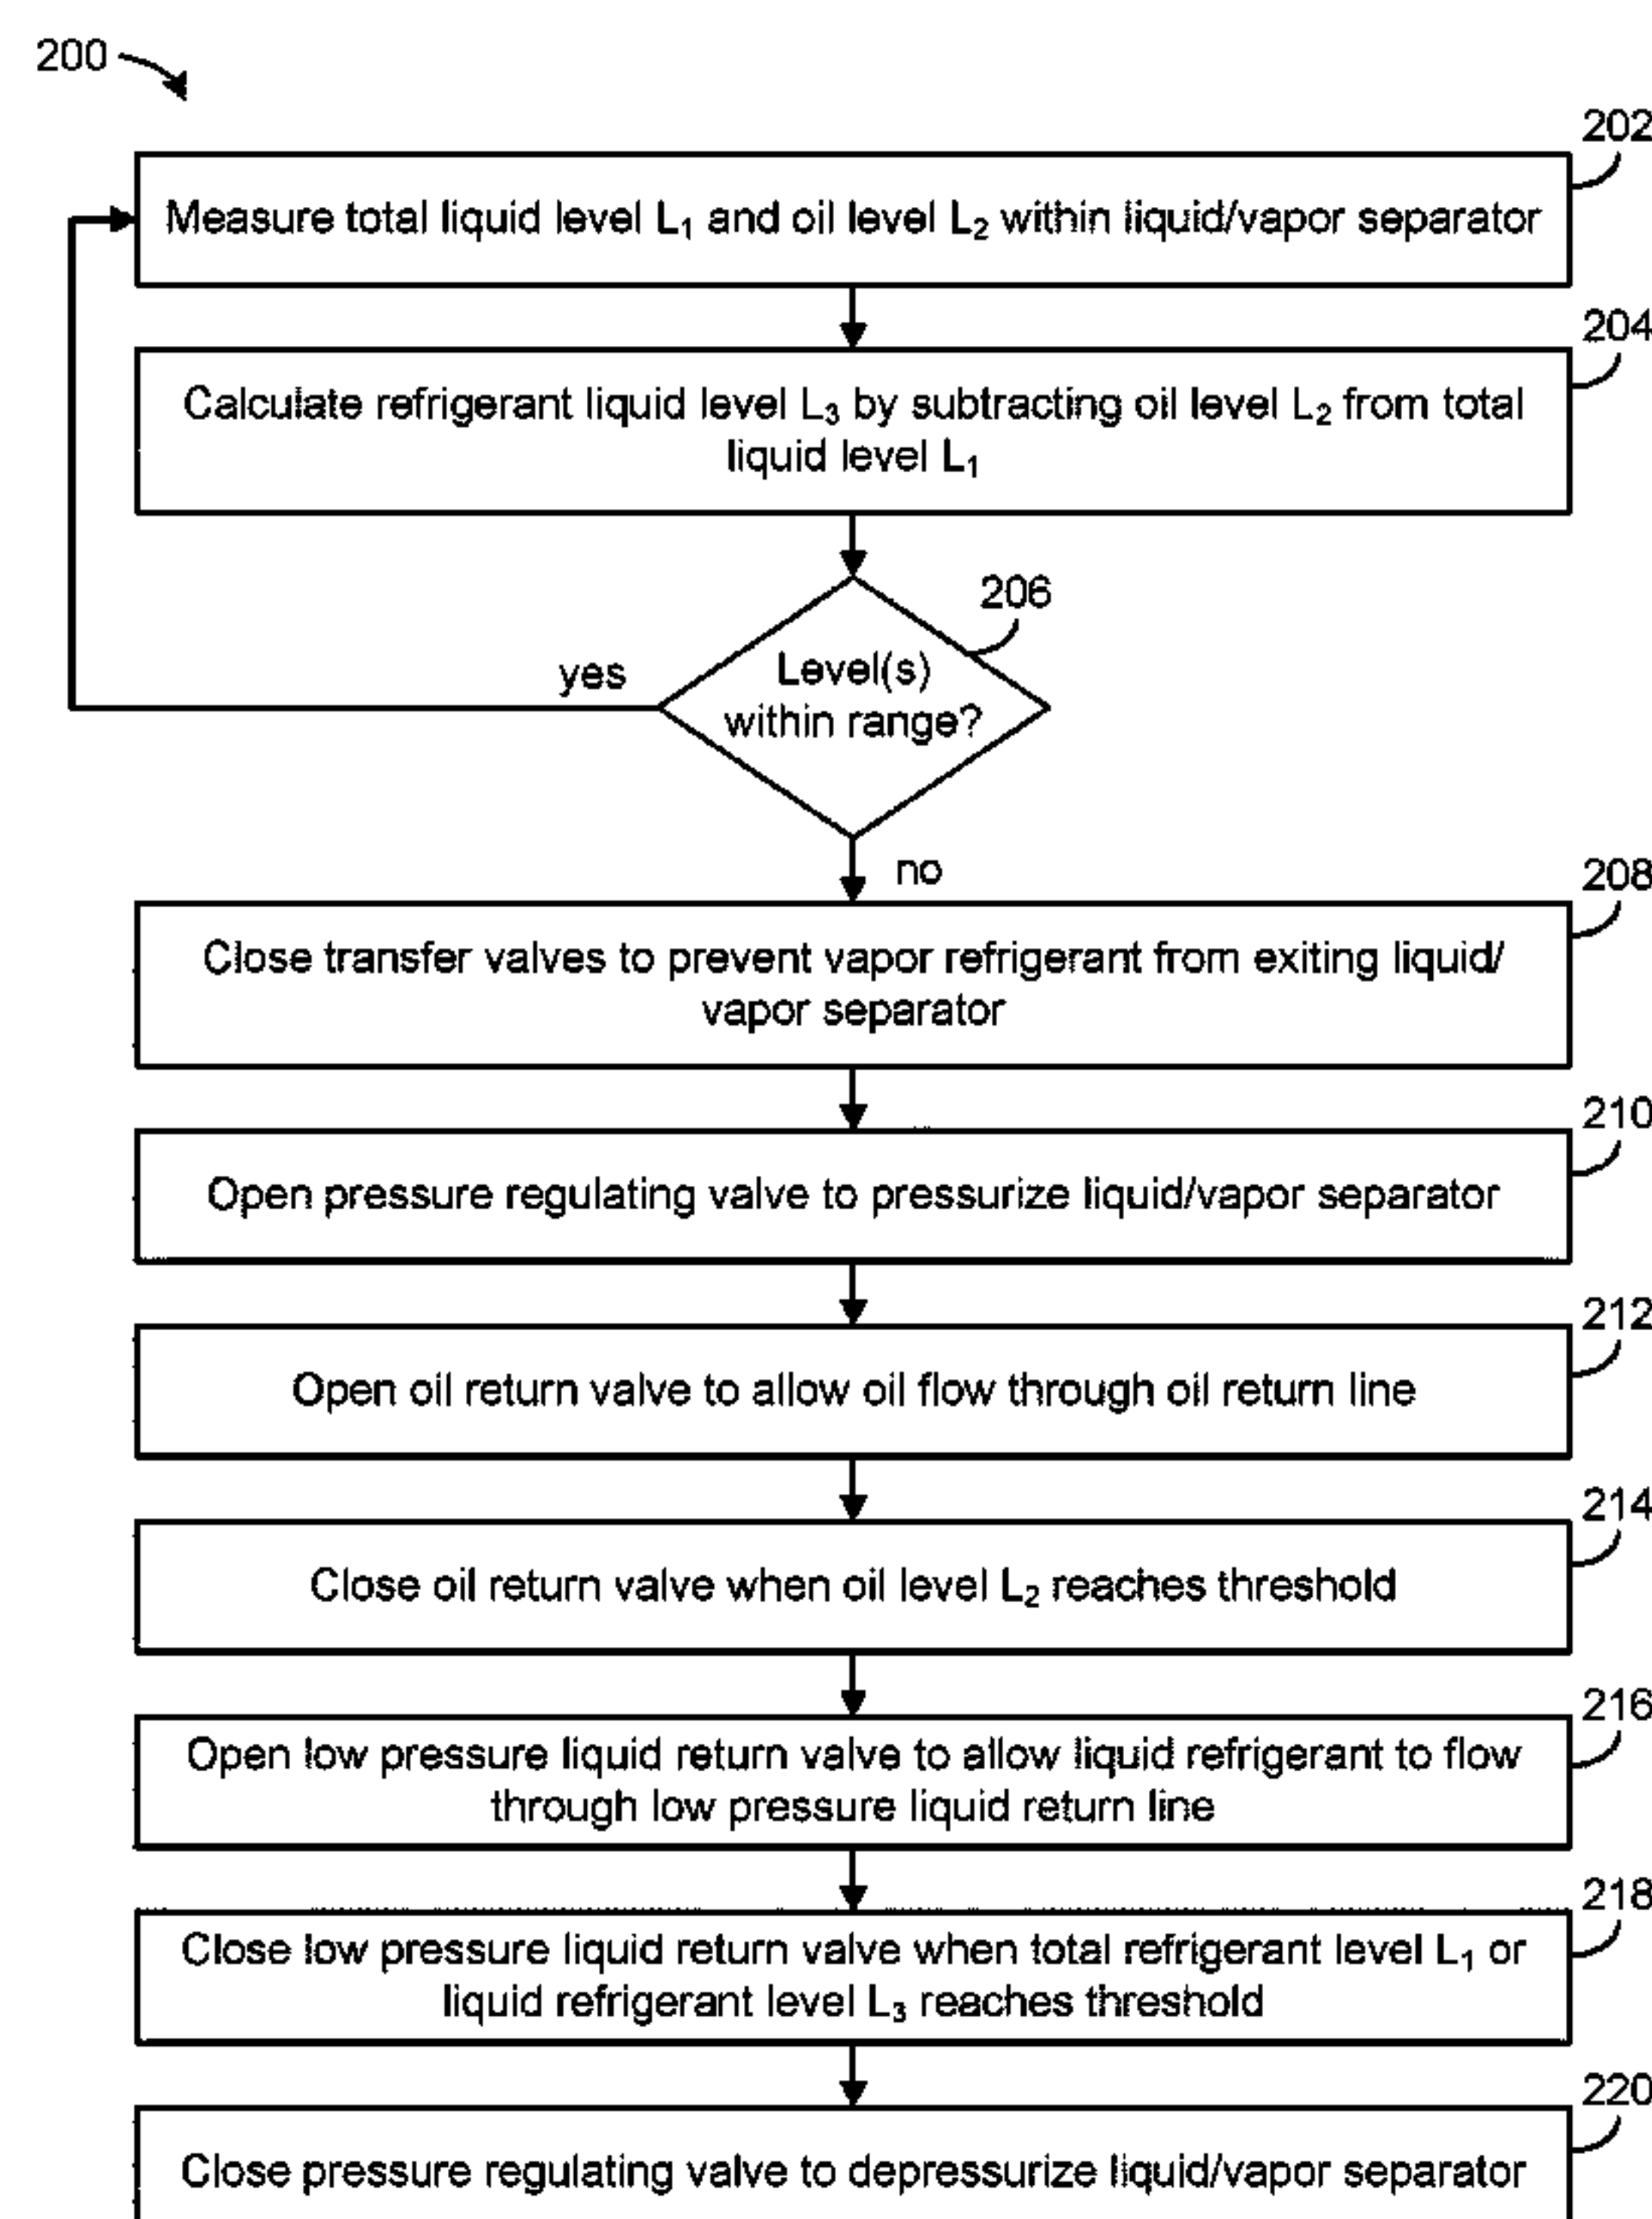 200
202
Measure total liquid level L₁ and oil level L₂ within liquid/vapor separator
204
Calculate refrigerant liquid level L₃ by subtracting oil level L₂ from total
liquid level L₁
206
Level(s)
within range?
yes
no
208
Close transfer valves to prevent vapor refrigerant from exiting liquid/
vapor separator
210
Open pressure regulating valve to pressurize liquid/vapor separator
212
Open oil return valve to allow oil flow through oil return line
214
Close oil return valve when oil level L₂ reaches threshold
216
Open low pressure liquid return valve to allow liquid refrigerant to flow
through low pressure liquid return line
218
Close low pressure liquid return valve when total refrigerant level L₁ or
liquid refrigerant level L₃ reaches threshold
220
Close pressure regulating valve to depressurize liquid/vapor separator